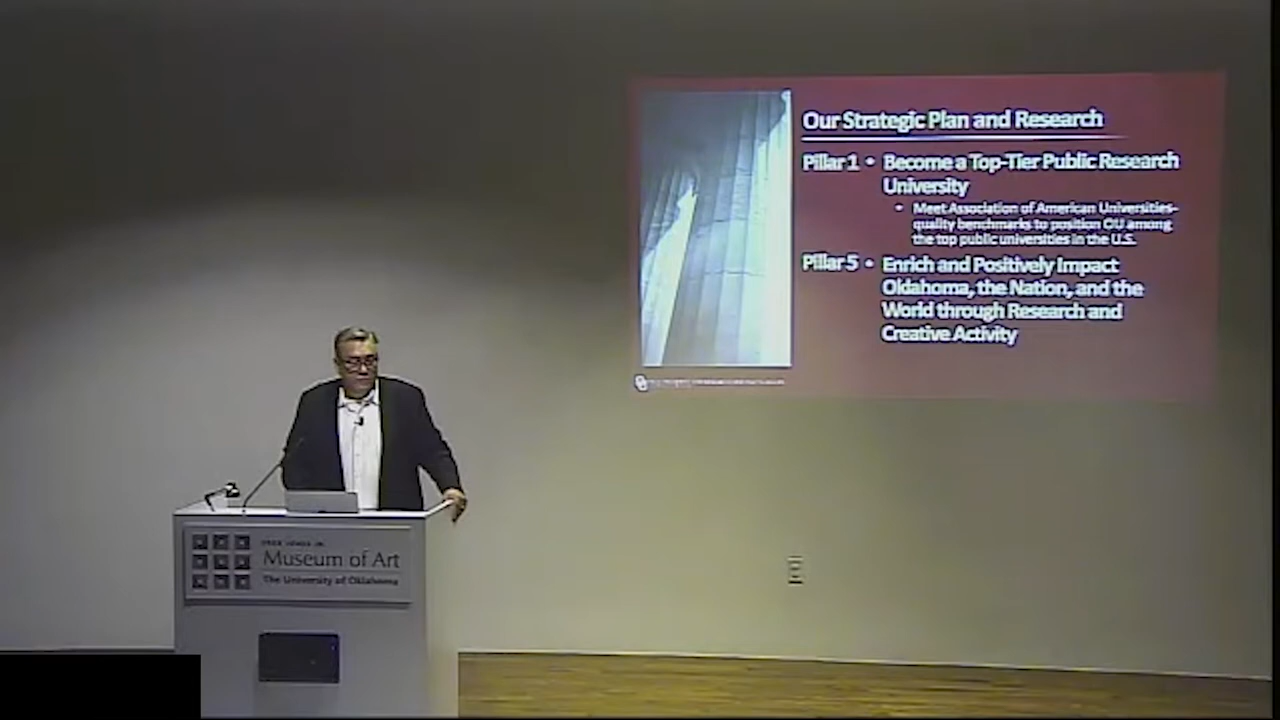 Our Strategic Plan and Research
Pillar 1 • Become a Top-Tier Public Research
University
• Meet Association of American Universities-
quality benchmarks to position OU among
the top public universities in the U.S.
Pillar 5 • Enrich and Positively Impact
Oklahoma, the Nation, and the
World through Research and
Creative Activity
Museum of Art
The University of Oklahoma